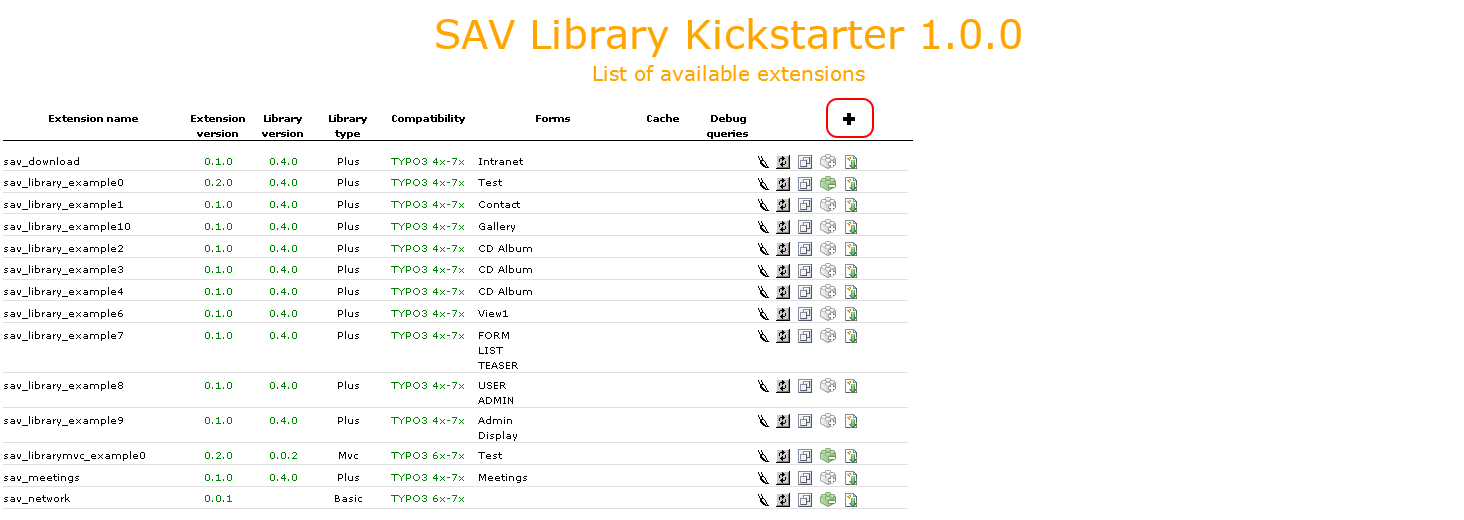 SAV Library Kickstarter 1.0.0
List of available extensions
Extension name Extension version Library version Library type Compatibility Forms Cache Debug queries
sav_download 0.1.0 0.4.0 Plus TYPO3 4x-7x Intranet
sav_library_example0 0.2.0 0.4.0 Plus TYPO3 4x-7x Test
sav_library_example1 0.1.0 0.4.0 Plus TYPO3 4x-7x Contact
sav_library_example10 0.1.0 0.4.0 Plus TYPO3 4x-7x Gallery
sav_library_example2 0.1.0 0.4.0 Plus TYPO3 4x-7x CD Album
sav_library_example3 0.1.0 0.4.0 Plus TYPO3 4x-7x CD Album
sav_library_example4 0.1.0 0.4.0 Plus TYPO3 4x-7x CD Album
sav_library_example6 0.1.0 0.4.0 Plus TYPO3 4x-7x View1
sav_library_example7 0.1.0 0.4.0 Plus TYPO3 4x-7x FORM
LIST
TEASER
sav_library_example8 0.1.0 0.4.0 Plus TYPO3 4x-7x USER
ADMIN
sav_library_example9 0.1.0 0.4.0 Plus TYPO3 4x-7x Admin
Display
sav_librarymvc_example0 0.2.0 0.0.2 Mvc TYPO3 6x-7x Test
sav_meetings 0.1.0 0.4.0 Plus TYPO3 4x-7x Meetings
sav_network 0.0.1 Basic TYPO3 6x-7x